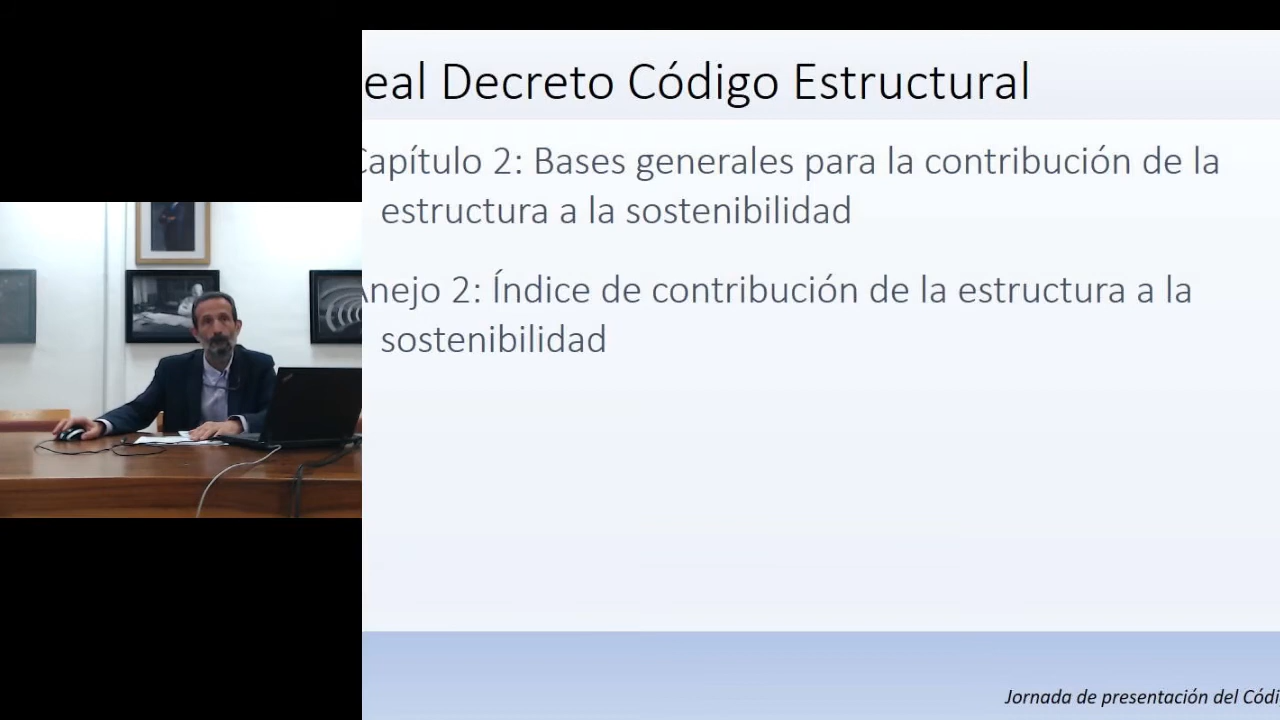 eal Decreto Código Estructural
Capítulo 2: Bases generales para la contribución de la
estructura a la sostenibilidad
Anejo 2: Índice de contribución de la estructura a la
sostenibilidad
Jornada de presentación del Códi